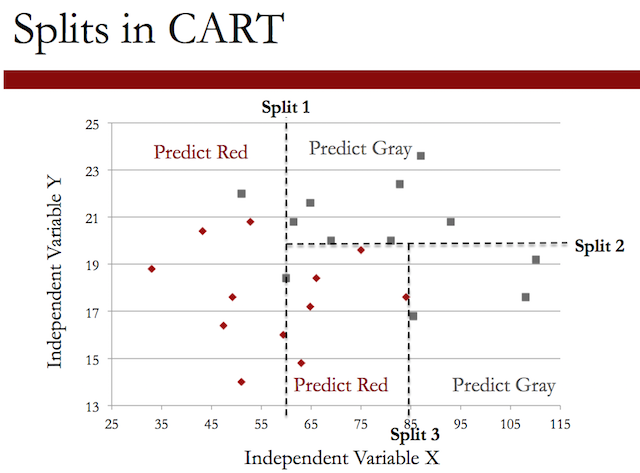 Splits in CART
Split 1
25
Predict Red
Predict Gray
23
21
Split 2
19
17
15
Predict Red
Predict Gray
13
25 35 45 55 65 75 85 95 105 115
Split 3
Independent Variable X
Independent Variable Y